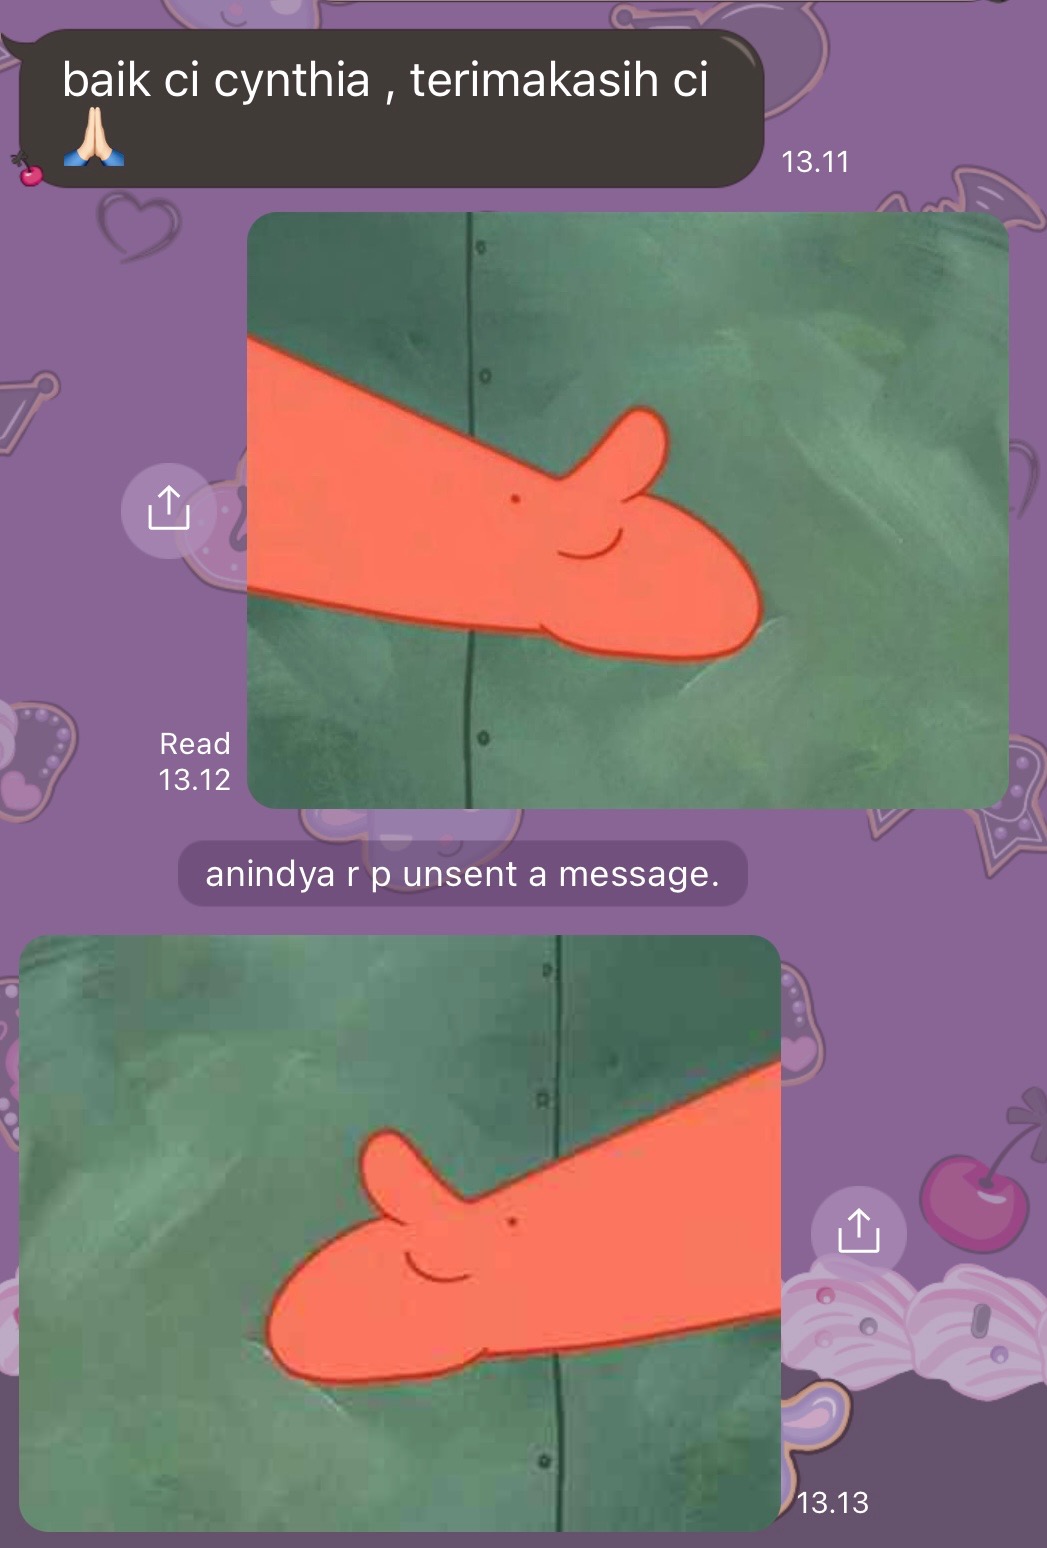 baik ci cynthia , terimakasih ci
🙏🏻
13.11
Read
13.12
anindya r p unsent a message.
13.13